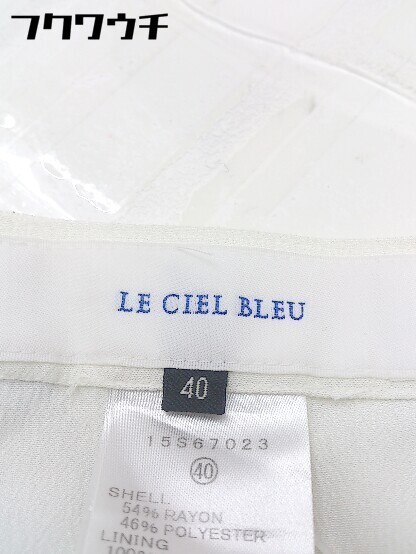 フクウウチ
LE CIEL BLEU
40
15S67023
40
SHELL
54% RAYON
46% POLYESTER
LINING